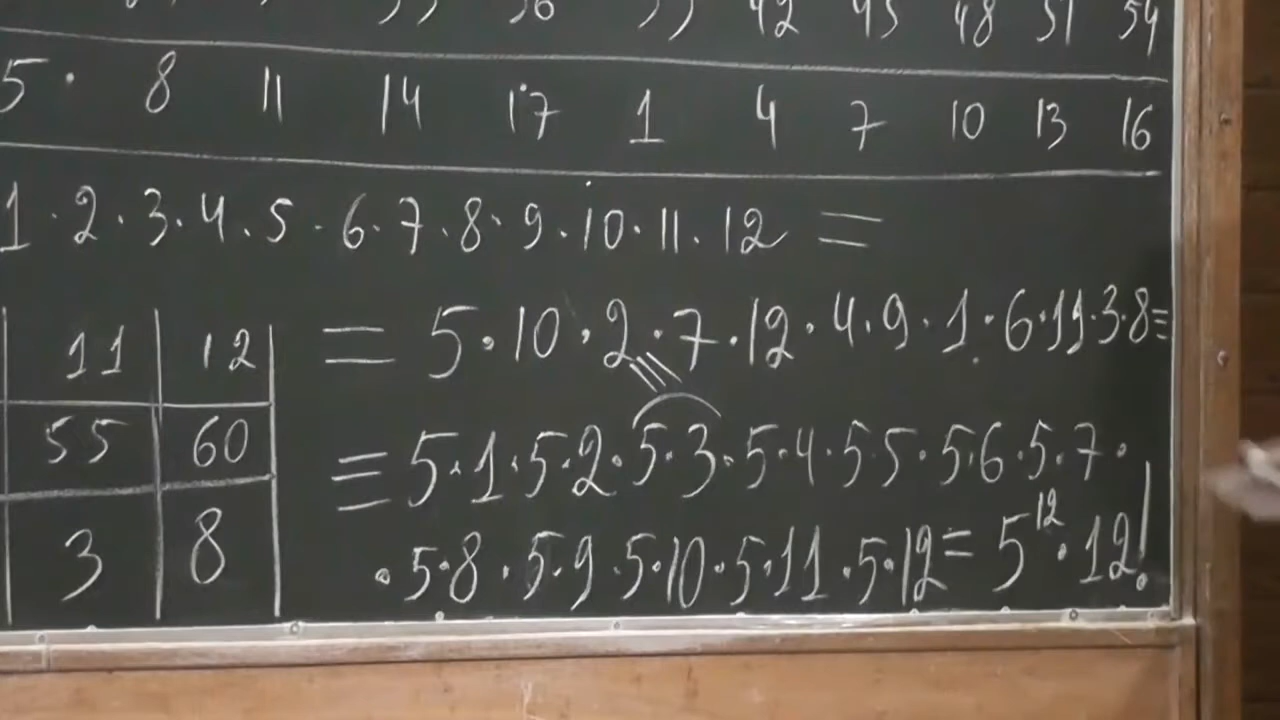 42 45 48 51 54
5 · 8 11 14 17 1 4 7 10 13 16
1 · 2 · 3 · 4 · 5 · 6 · 7 · 8 · 9 · 10 · 11 · 12 =
11 12
= 5 · 10 · 2 · 7 · 12 · 4 · 9 · 1 · 6 · 11 · 3 · 8 =
55 60
≡ 5 · 1 · 5 · 2 · 5 · 3 · 5 · 4 · 5 · 5 · 5 · 6 · 5 · 7 ·
3 8
· 5 · 8 · 5 · 9 · 5 · 10 · 5 · 11 · 5 · 12 = 5¹² · 12!